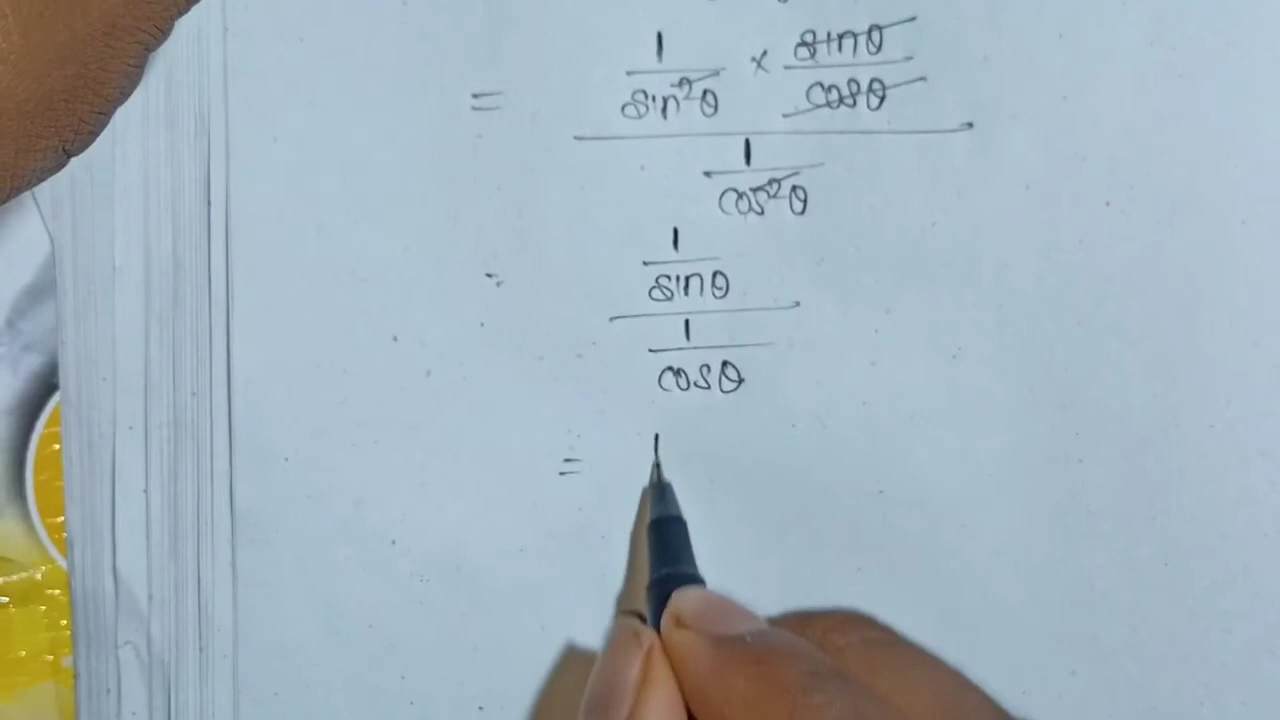 = 1/sin²θ × sinθ/cosθ
1/cos²θ
= 1/sinθ
1/cosθ
= 1